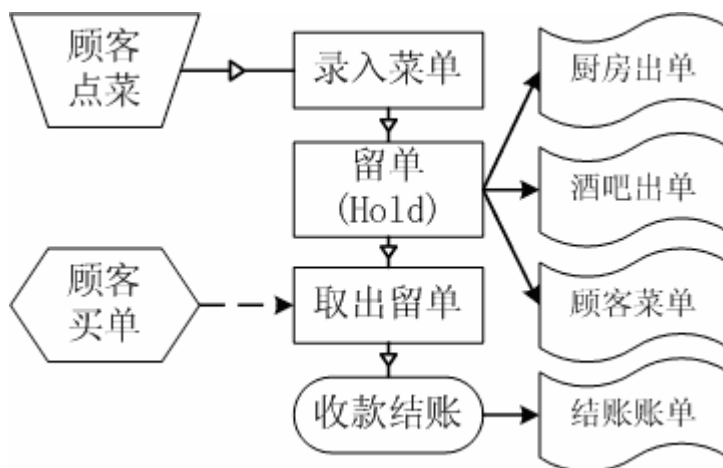 顾客
点菜
录入菜单
厨房出单
留单
(Hold)
酒吧出单
顾客
买单
取出留单
顾客菜单
收款结账
结账账单